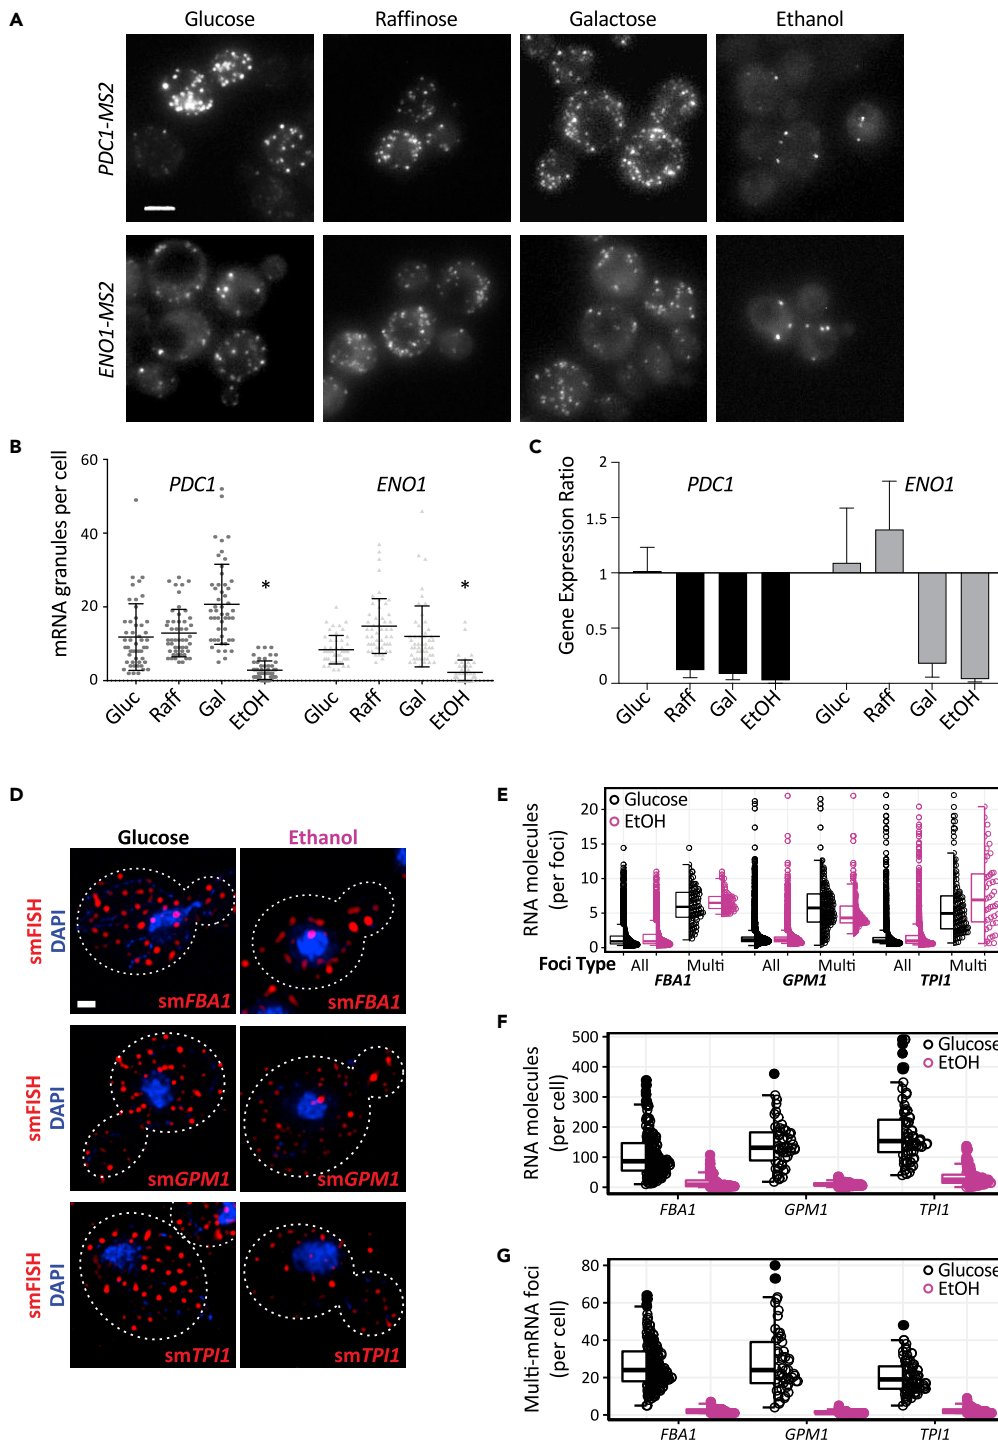 A
Glucose Raffinose Galactose Ethanol
PDC1-MS2
ENO1-MS2
B
mRNA granules per cell
60
40
20
0
PDC1 ENO1
* *
Gluc Raff Gal EtOH Gluc Raff Gal EtOH
C
Gene Expression Ratio
2
1.5
1
0.5
0
PDC1 ENO1
Gluc Raff Gal EtOH Gluc Raff Gal EtOH
D
Glucose Ethanol
smFISH
DAPI
smFBA1 smFBA1
smFISH
DAPI
smGPM1 smGPM1
smFISH
DAPI
smTPI1 smTPI1
E
RNA molecules
(per foci)
20
15
10
5
0
Glucose
EtOH
Foci Type All Multi All Multi All Multi
FBA1 GPM1 TPI1
F
RNA molecules
(per cell)
500
400
300
200
100
0
Glucose
EtOH
FBA1 GPM1 TPI1
G
Multi-mRNA foci
(per cell)
80
60
40
20
0
Glucose
EtOH
FBA1 GPM1 TPI1